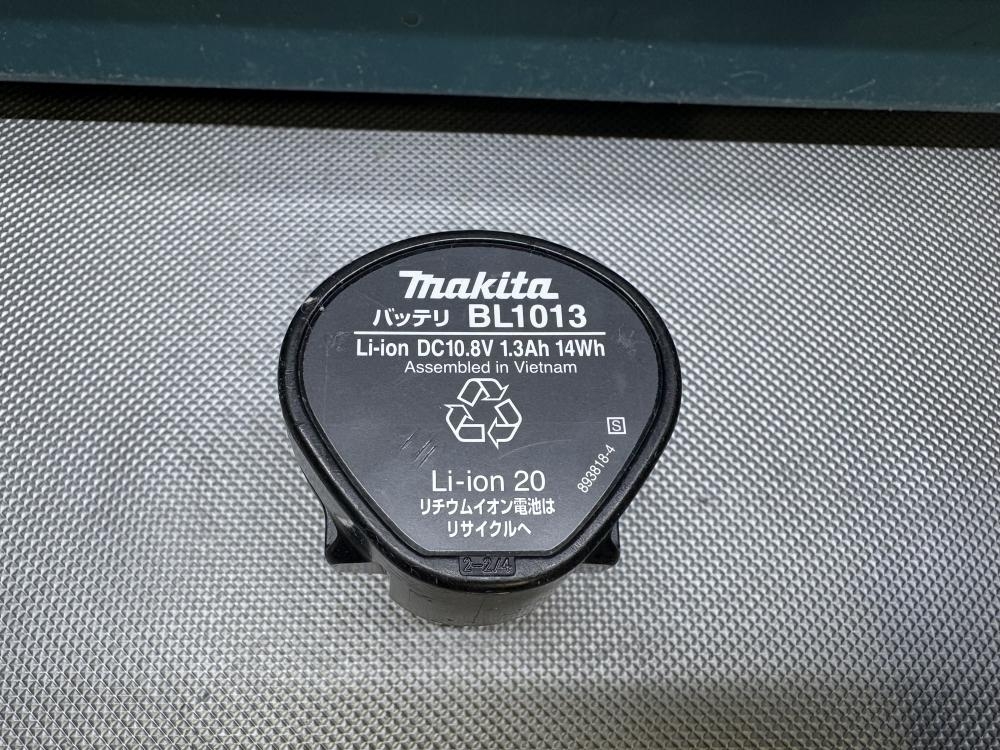 makita
バッテリ BL1013
Li-ion DC10.8V 1.3Ah 14Wh
Assembled in Vietnam
S
893818-4
Li-ion 20
リチウムイオン電池は
リサイクルへ
2-2/4